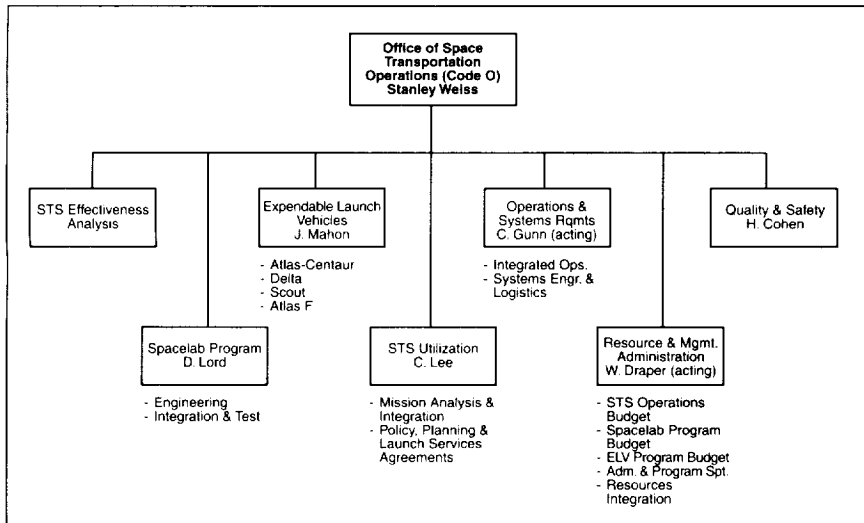 Office of Space
Transportation
Operations (Code O)
Stanley Weiss
STS Effectiveness
Analysis
Expendable Launch
Vehicles
J. Mahon
- Atlas-Centaur
- Delta
- Scout
- Atlas F
Operations &
Systems Rqmts
C. Gunn (acting)
- Integrated Ops.
- Systems Engr. &
Logistics
Quality & Safety
H. Cohen
Spacelab Program
D. Lord
- Engineering
- Integration & Test
STS Utilization
C. Lee
- Mission Analysis &
Integration
- Policy, Planning &
Launch Services
Agreements
Resource & Mgmt.
Administration
W. Draper (acting)
- STS Operations
Budget
- Spacelab Program
Budget
- ELV Program Budget
- Adm. & Program Spt.
- Resources
Integration